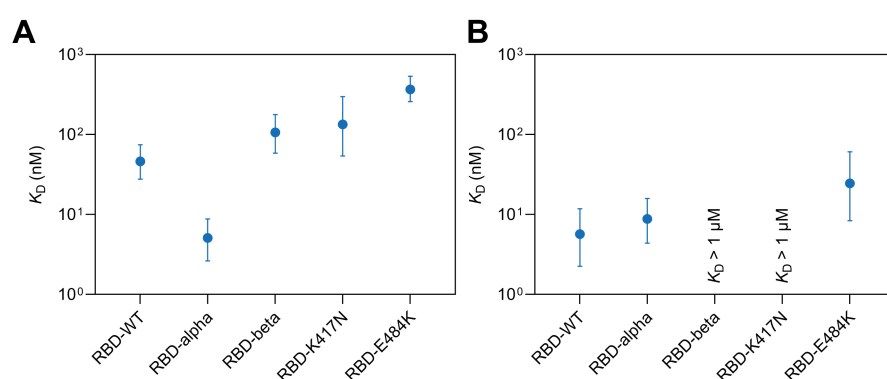 A
10³
10²
10¹
10⁰
K_D (nM)
RBD-WT
RBD-alpha
RBD-beta
RBD-K417N
RBD-E484K
B
10³
10²
10¹
10⁰
K_D (nM)
K_D > 1 μM
K_D > 1 μM
RBD-WT
RBD-alpha
RBD-beta
RBD-K417N
RBD-E484K